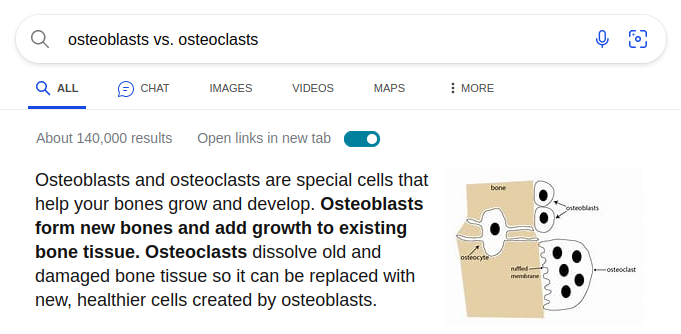 osteoblasts vs. osteoclasts
ALL CHAT IMAGES VIDEOS MAPS MORE
About 140,000 results Open links in new tab
Osteoblasts and osteoclasts are special cells that
help your bones grow and develop. Osteoblasts
form new bones and add growth to existing
bone tissue. Osteoclasts dissolve old and
damaged bone tissue so it can be replaced with
new, healthier cells created by osteoblasts.
bone
osteoblasts
osteocyte
ruffled
membrane
osteoclast